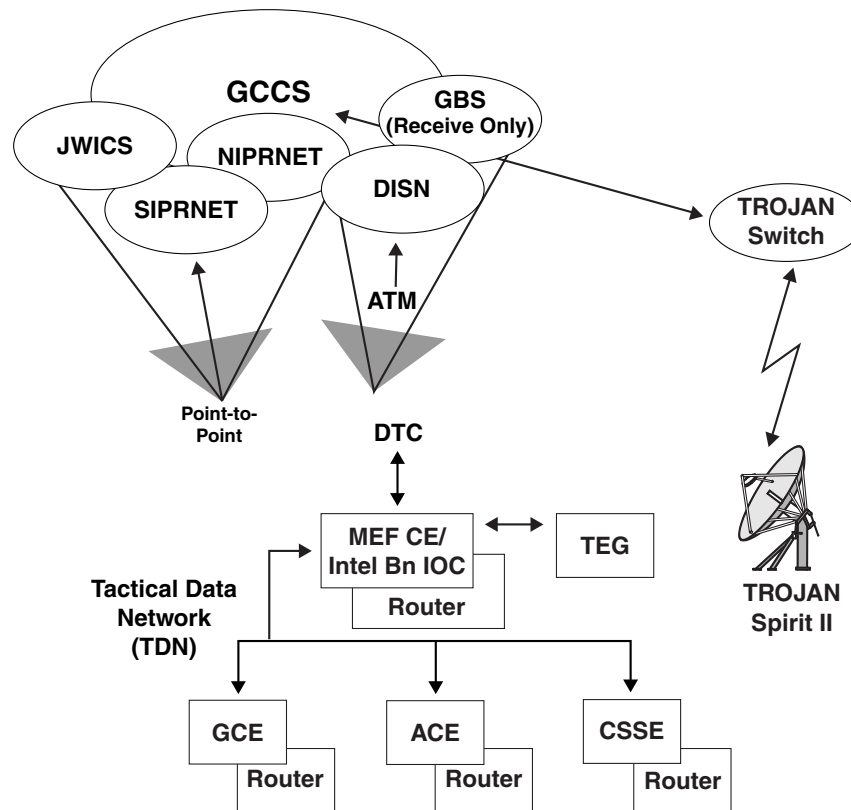 GCCS
GBS
(Receive Only)
JWICS
NIPRNET
SIPRNET
DISN
TROJAN
Switch
ATM
Point-to-
Point
DTC
MEF CE/
Intel Bn IOC
Router
TEG
TROJAN
Spirit II
Tactical Data
Network
(TDN)
GCE
Router
ACE
Router
CSSE
Router